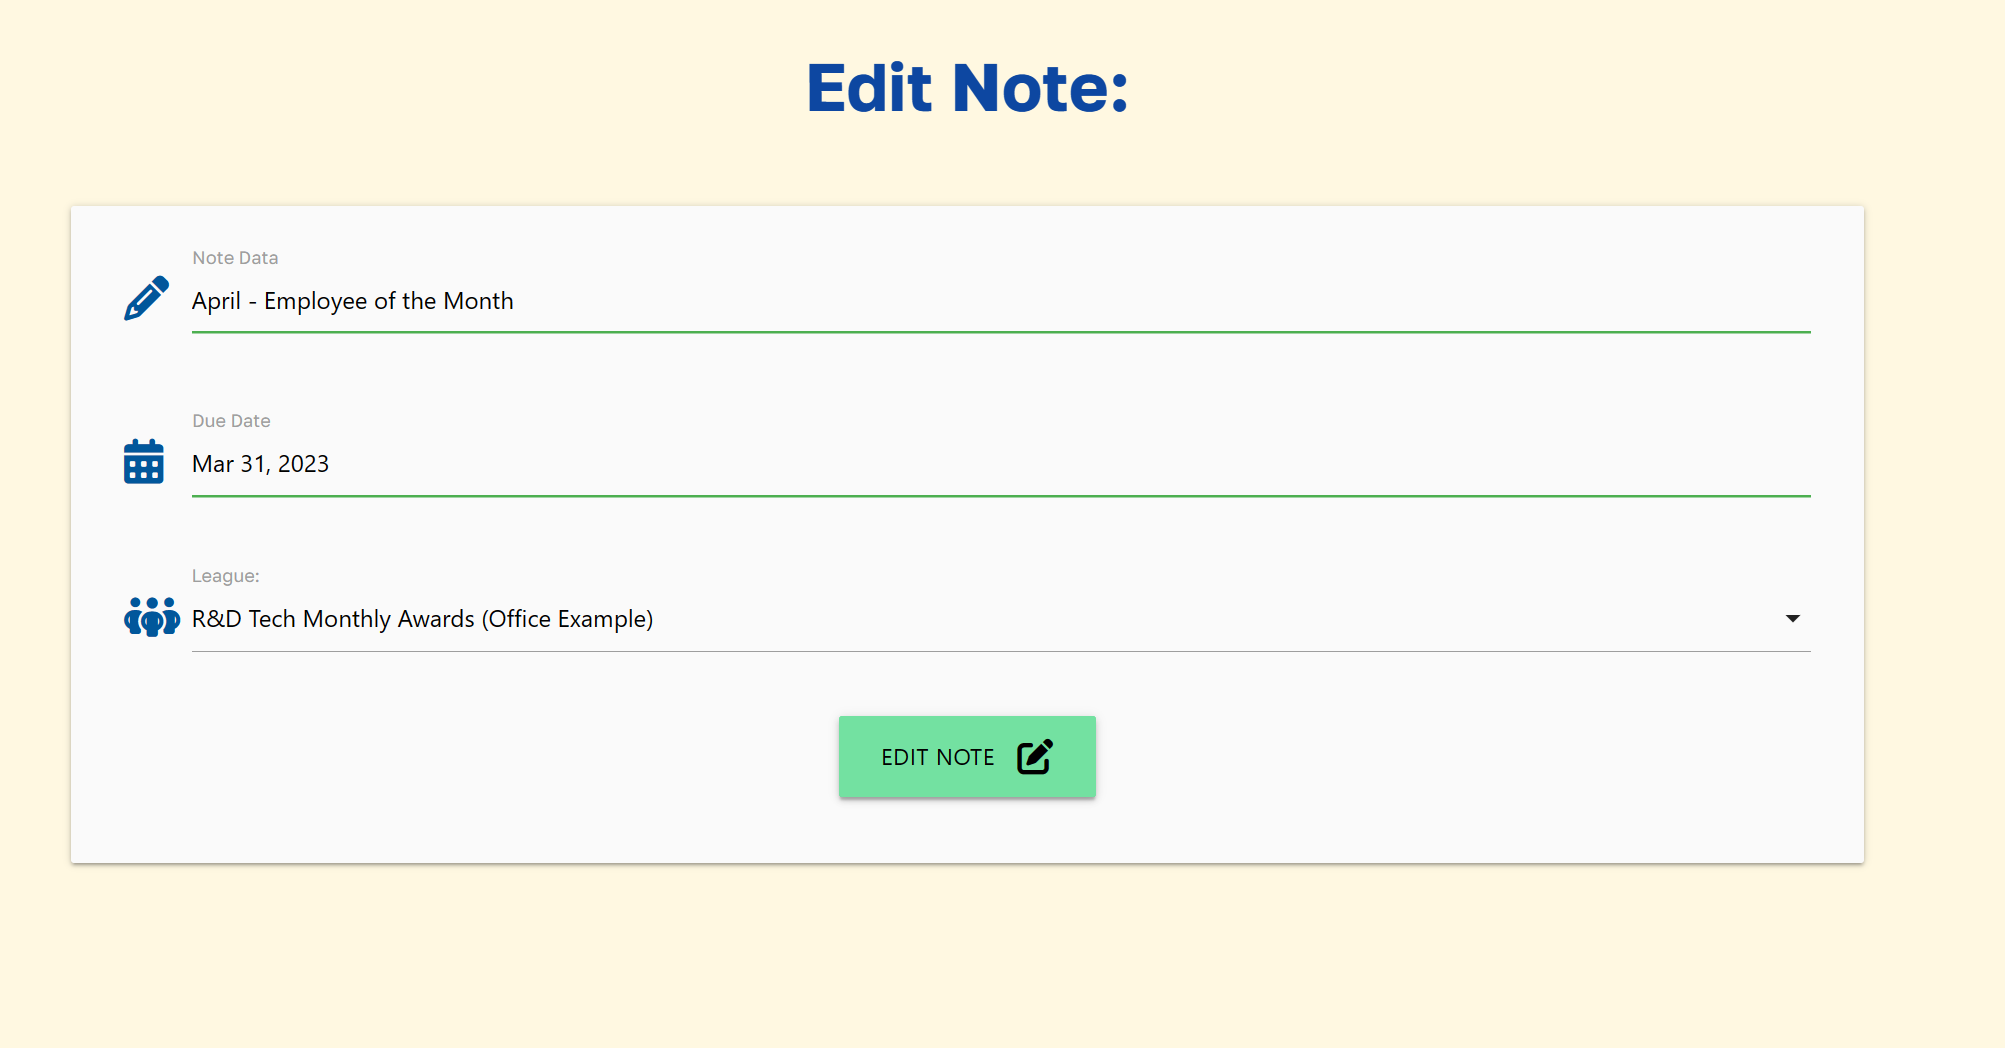 Edit Note:
Note Data
April - Employee of the Month
Due Date
Mar 31, 2023
League:
R&D Tech Monthly Awards (Office Example)
EDIT NOTE